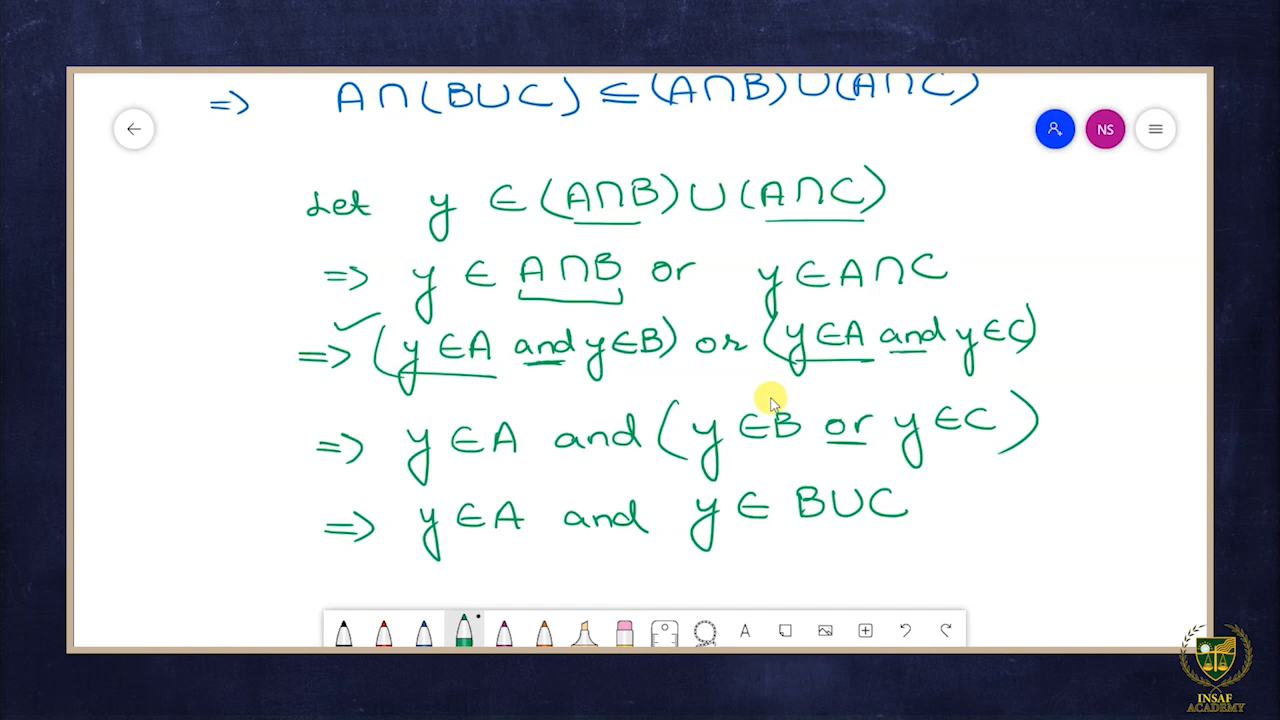 => A∩(B∪C) ⊆ (A∩B)∪(A∩C)
NS
Let y ∈ (A∩B)∪(A∩C)
=> y ∈ A∩B or y∈A∩C
=> (y∈A and y∈B) or (y∈A and y∈C)
=> y∈A and (y∈B or y∈C)
=> y∈A and y∈ B∪C
A
INSAF
ACADEMY